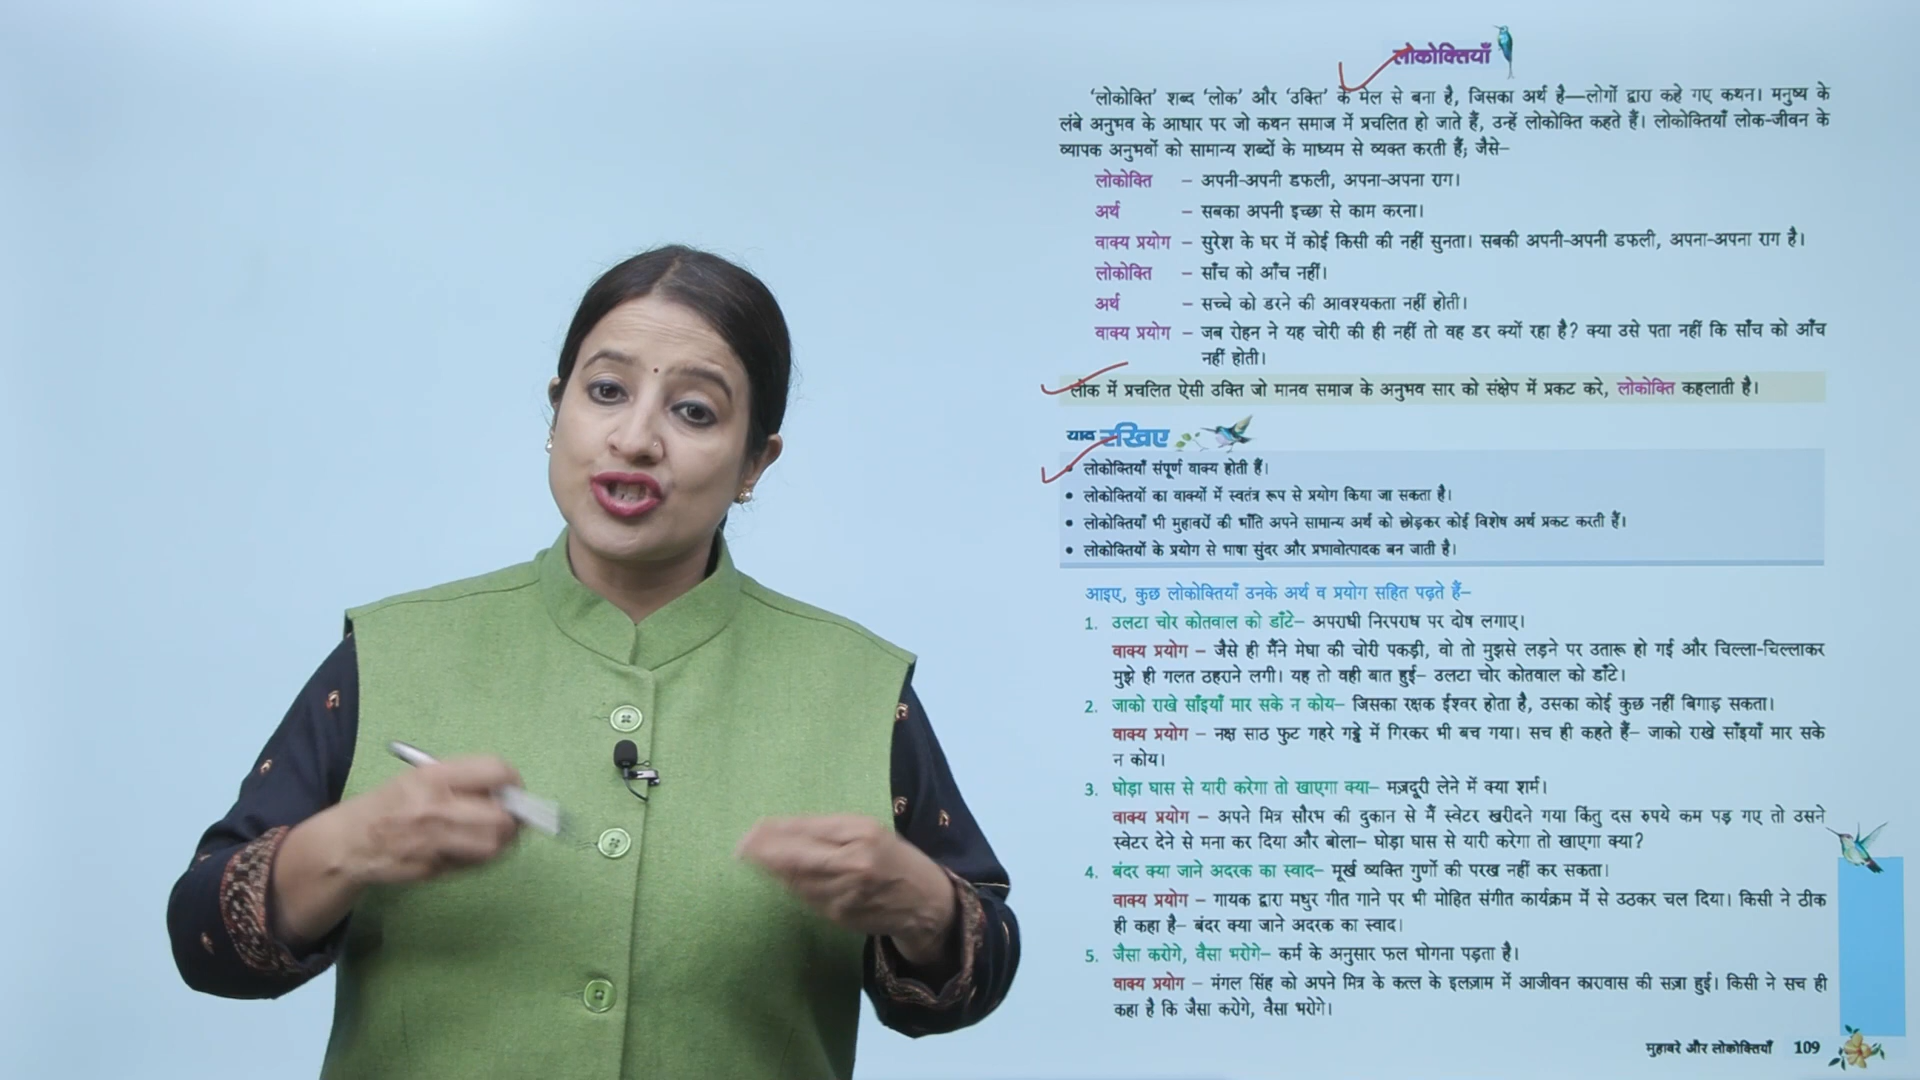 लोकोक्तियाँ
‘लोकोक्ति’ शब्द ‘लोक’ और ‘उक्ति’ के मेल से बना है, जिसका अर्थ है—लोगों द्वारा कहे गए कथन। मनुष्य के
लंबे अनुभव के आधार पर जो कथन समाज में प्रचलित हो जाते हैं, उन्हें लोकोक्ति कहते हैं। लोकोक्तियाँ लोक-जीवन के
व्यापक अनुभवों को सामान्य शब्दों के माध्यम से व्यक्त करती हैं; जैसे–
लोकोक्ति – अपनी-अपनी डफली, अपना-अपना राग।
अर्थ – सबका अपनी इच्छा से काम करना।
वाक्य प्रयोग – सुरेश के घर में कोई किसी की नहीं सुनता। सबकी अपनी-अपनी डफली, अपना-अपना राग है।
लोकोक्ति – साँच को आँच नहीं।
अर्थ – सच्चे को डरने की आवश्यकता नहीं होती।
वाक्य प्रयोग – जब रोहन ने यह चोरी की ही नहीं तो वह डर क्यों रहा है? क्या उसे पता नहीं कि साँच को आँच
नहीं होती।
लोक में प्रचलित ऐसी उक्ति जो मानव समाज के अनुभव सार को संक्षेप में प्रकट करे, लोकोक्ति कहलाती है।
याद रखिए
• लोकोक्तियाँ संपूर्ण वाक्य होती हैं।
• लोकोक्तियों का वाक्यों में स्वतंत्र रूप से प्रयोग किया जा सकता है।
• लोकोक्तियाँ भी मुहावरों की भाँति अपने सामान्य अर्थ को छोड़कर कोई विशेष अर्थ प्रकट करती हैं।
• लोकोक्तियों के प्रयोग से भाषा सुंदर और प्रभावोत्पादक बन जाती है।
आइए, कुछ लोकोक्तियाँ उनके अर्थ व प्रयोग सहित पढ़ते हैं–
1. उलटा चोर कोतवाल को डाँटे– अपराधी निरपराध पर दोष लगाए।
वाक्य प्रयोग – जैसे ही मैंने मेघा की चोरी पकड़ी, वो तो मुझसे लड़ने पर उतारू हो गई और चिल्ला-चिल्लाकर
मुझे ही गलत ठहराने लगी। यह तो वही बात हुई– उलटा चोर कोतवाल को डाँटे।
2. जाको राखे साँइयाँ मार सके न कोय– जिसका रक्षक ईश्वर होता है, उसका कोई कुछ नहीं बिगाड़ सकता।
वाक्य प्रयोग – नक्ष साठ फुट गहरे गड्ढे में गिरकर भी बच गया। सच ही कहते हैं– जाको राखे साँइयाँ मार सके
न कोय।
3. घोड़ा घास से यारी करेगा तो खाएगा क्या– मज़दूरी लेने में क्या शर्म।
वाक्य प्रयोग – अपने मित्र सौरभ की दुकान से मैं स्वेटर खरीदने गया किंतु दस रुपये कम पड़ गए तो उसने
स्वेटर देने से मना कर दिया और बोला– घोड़ा घास से यारी करेगा तो खाएगा क्या?
4. बंदर क्या जाने अदरक का स्वाद– मूर्ख व्यक्ति गुणों की परख नहीं कर सकता।
वाक्य प्रयोग – गायक द्वारा मधुर गीत गाने पर भी मोहित संगीत कार्यक्रम में से उठकर चल दिया। किसी ने ठीक
ही कहा है– बंदर क्या जाने अदरक का स्वाद।
5. जैसा करोगे, वैसा भरोगे– कर्म के अनुसार फल भोगना पड़ता है।
वाक्य प्रयोग – मंगल सिंह को अपने मित्र के कत्ल के इलज़ाम में आजीवन कारावास की सज़ा हुई। किसी ने सच ही
कहा है कि जैसा करोगे, वैसा भरोगे।
मुहावरे और लोकोक्तियाँ 109